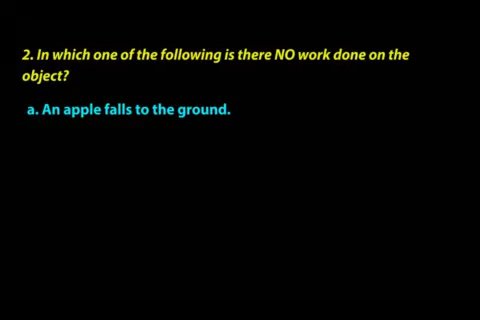 2. In which one of the following is there NO work done on the
object?
a. An apple falls to the ground.